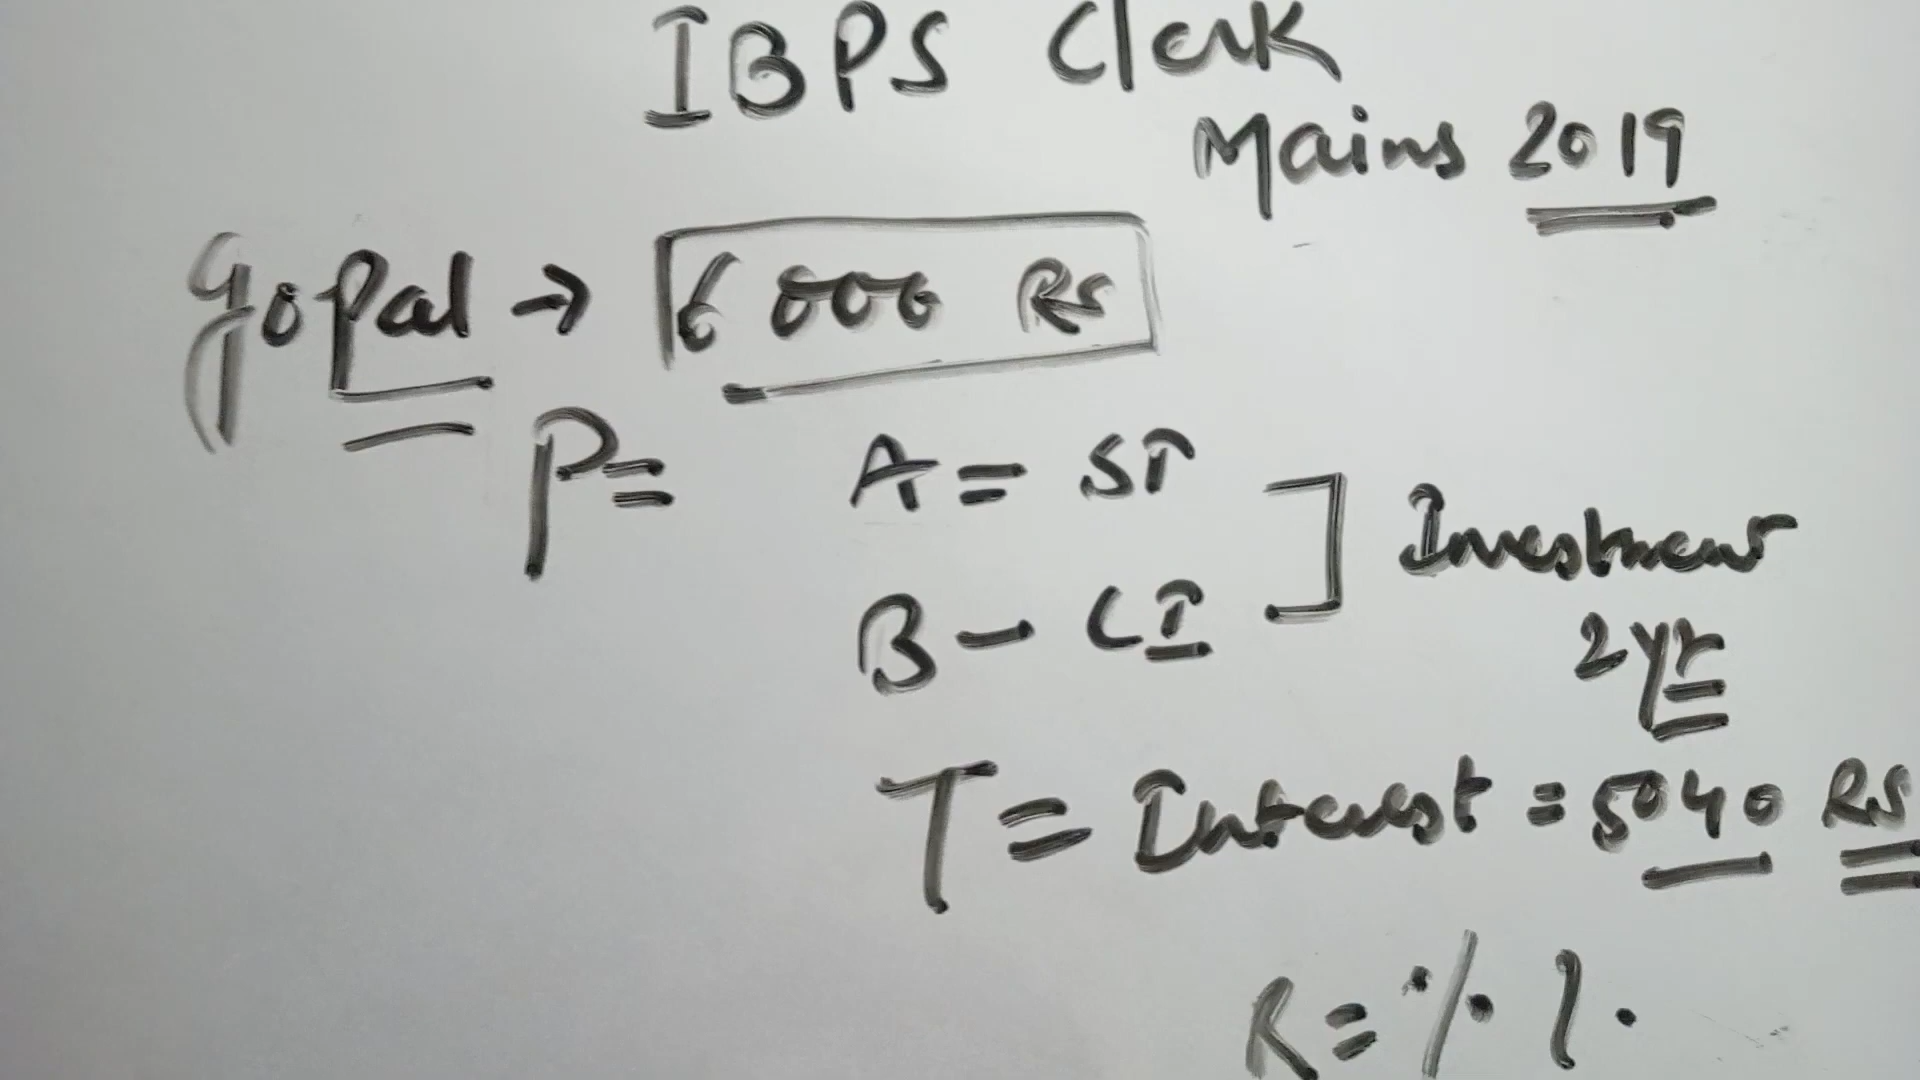 IBPS Clerk
Mains 2019
Gopal → 6000 Rs
P= A = SI
B - CI
Investment
2yr
T = Interest = 5040 Rs
R = % ?.